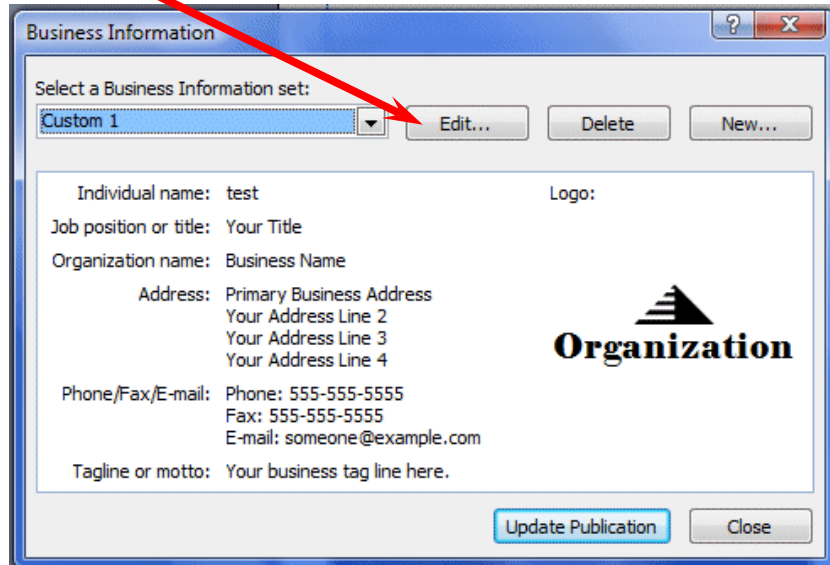 Business Information
?
X
Select a Business Information set:
Custom 1
Edit...
Delete
New...
Individual name: test
Logo:
Job position or title: Your Title
Organization name: Business Name
Address: Primary Business Address
Your Address Line 2
Your Address Line 3
Your Address Line 4
Organization
Phone/Fax/E-mail: Phone: 555-555-5555
Fax: 555-555-5555
E-mail: someone@example.com
Tagline or motto: Your business tag line here.
Update Publication
Close